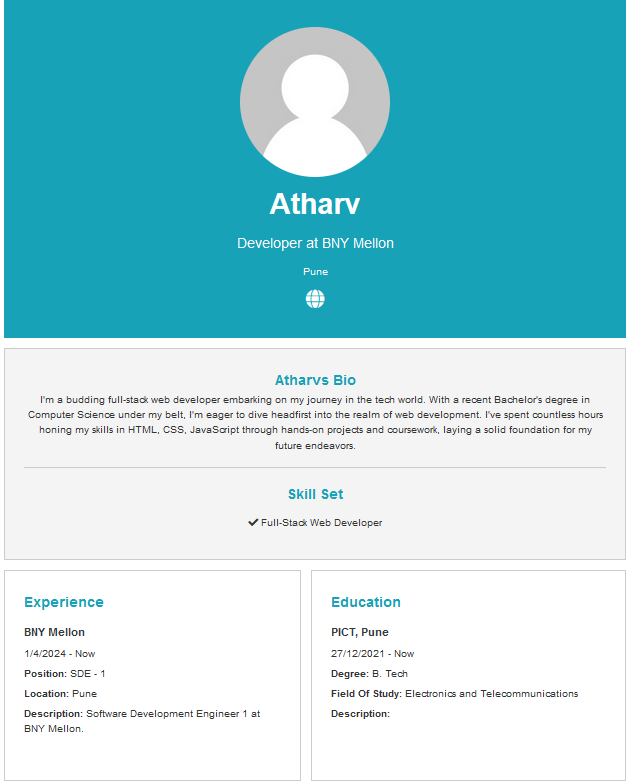 Atharv
Developer at BNY Mellon
Pune
Atharvs Bio
I'm a budding full-stack web developer embarking on my journey in the tech world. With a recent Bachelor's degree in
Computer Science under my belt, I'm eager to dive headfirst into the realm of web development. I've spent countless hours
honing my skills in HTML, CSS, JavaScript through hands-on projects and coursework, laying a solid foundation for my
future endeavors.
Skill Set
Full-Stack Web Developer
Experience
BNY Mellon
1/4/2024 - Now
Position: SDE - 1
Location: Pune
Description: Software Development Engineer 1 at
BNY Mellon.
Education
PICT, Pune
27/12/2021 - Now
Degree: B. Tech
Field Of Study: Electronics and Telecommunications
Description: